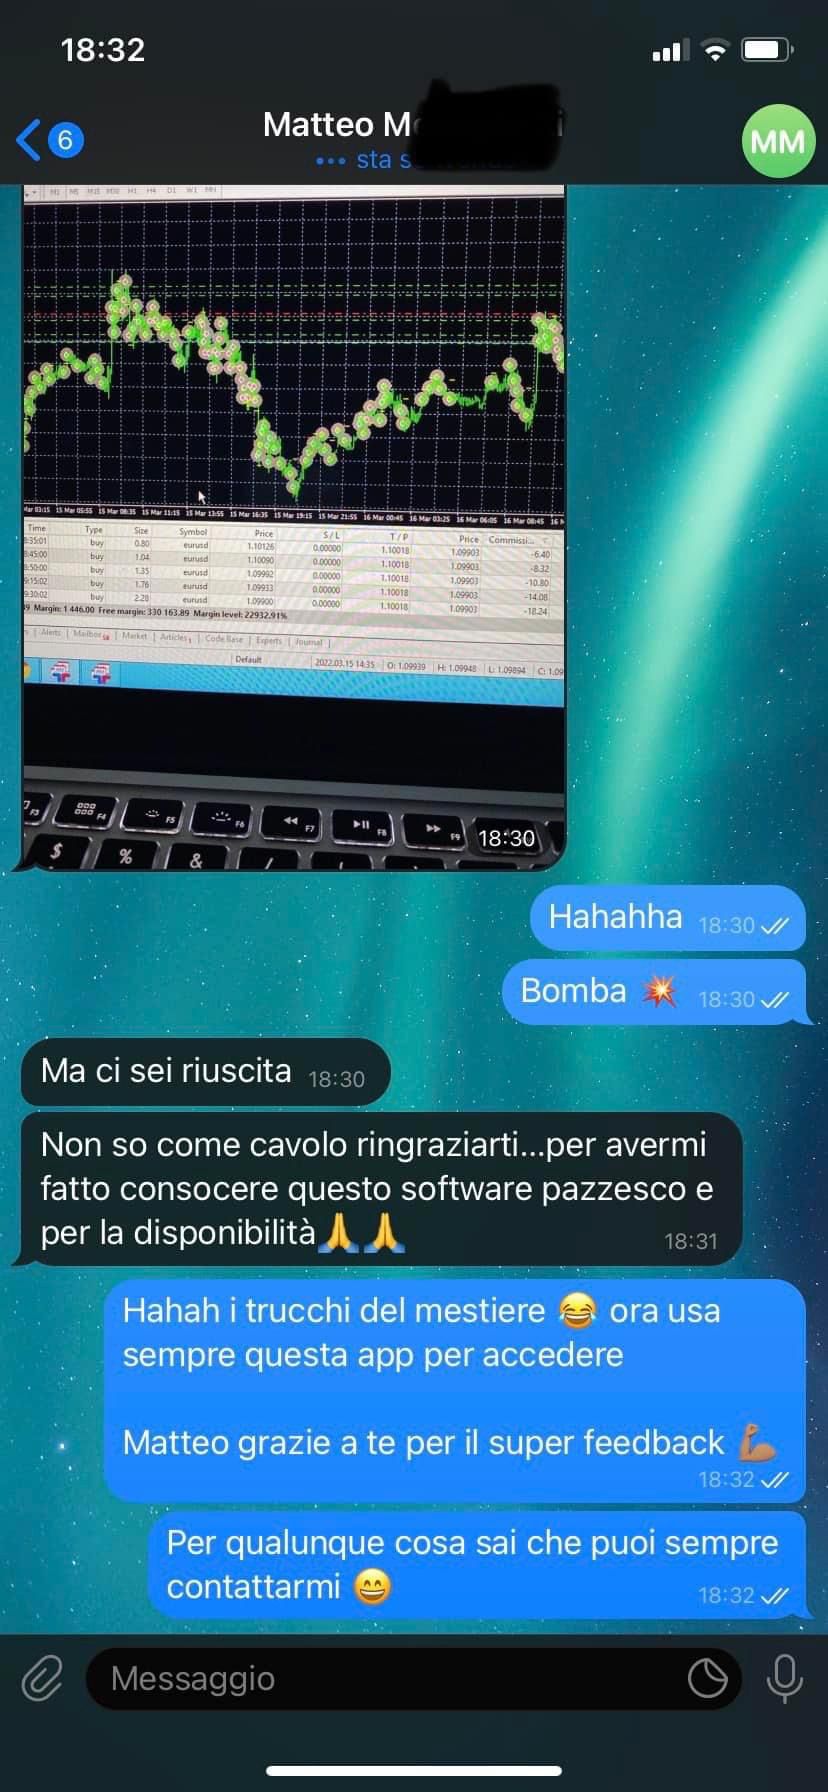 18:32
6
Matteo M
sta s
MM
M1 M5 M15 M30 H1 H4 D1 W1 MN
Mar 03:15 15 Mar 05:55 15 Mar 08:35 15 Mar 11:15 15 Mar 13:55 15 Mar 16:35 15 Mar 19:15 15 Mar 21:55 16 Mar 00:45 16 Mar 03:25 16 Mar 06:05 16 Mar 08:45 16 M
Time Type Size Symbol Price S/L T/P Price Commissi...
8:35:01 buy 0.80 eurusd 1.10126 0.00000 1.10018 1.09903 -6.40
8:45:00 buy 1.04 eurusd 1.10090 0.00000 1.10018 1.09903 -8.32
8:50:00 buy 1.35 eurusd 1.09992 0.00000 1.10018 1.09903 -10.80
9:15:02 buy 1.76 eurusd 1.09933 0.00000 1.10018 1.09903 -14.08
9:30:02 buy 2.28 eurusd 1.09900 0.00000 1.10018 1.09903 -18.24
9 Margin: 1 446.00 Free margin: 330 163.89 Margin level: 22932.91%
Alerts | Mailbox | Market | Articles | Code Base | Experts | Journal |
Default 2022.03.15 14:35 O: 1.09939 H: 1.09948 L: 1.09894 C: 1.09
F3 F4 F5 F6 F7 F8 F9
$ % & /
18:30
Hahahha 18:30
Bomba 💥 18:30
Ma ci sei riuscita 18:30
Non so come cavolo ringraziarti...per avermi
fatto consocere questo software pazzesco e
per la disponibilità🙏🙏 18:31
Hahah i trucchi del mestiere 😂 ora usa
sempre questa app per accedere
Matteo grazie a te per il super feedback 💪🏽
18:32
Per qualunque cosa sai che puoi sempre
contattarmi 😄 18:32
Messaggio